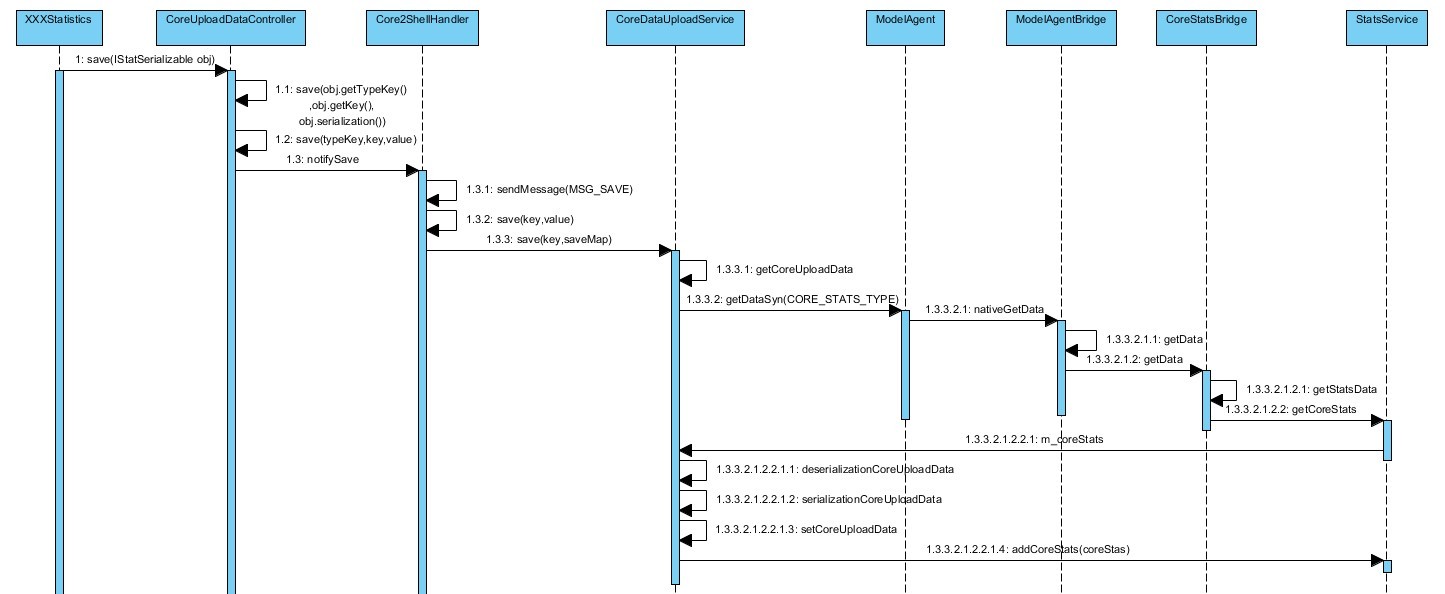 XXXStatistics
CoreUploadDataController
Core2ShellHandler
CoreDataUploadService
ModelAgent
ModelAgentBridge
CoreStatsBridge
StatsService
1: save(IStatSerializable obj)
1.1: save(obj.getTypeKey()
,obj.getKey(),
obj.serialization())
1.2: save(typeKey,key,value)
1.3: notifySave
1.3.1: sendMessage(MSG_SAVE)
1.3.2: save(key,value)
1.3.3: save(key,saveMap)
1.3.3.1: getCoreUploadData
1.3.3.2: getDataSyn(CORE_STATS_TYPE)
1.3.3.2.1: nativeGetData
1.3.3.2.1.1: getData
1.3.3.2.1.2: getData
1.3.3.2.1.2.1: getStatsData
1.3.3.2.1.2.2: getCoreStats
1.3.3.2.1.2.2.1: m_coreStats
1.3.3.2.1.2.2.1.1: deserializationCoreUploadData
1.3.3.2.1.2.2.1.2: serializationCoreUploadData
1.3.3.2.1.2.2.1.3: setCoreUploadData
1.3.3.2.1.2.2.1.4: addCoreStats(coreStas)